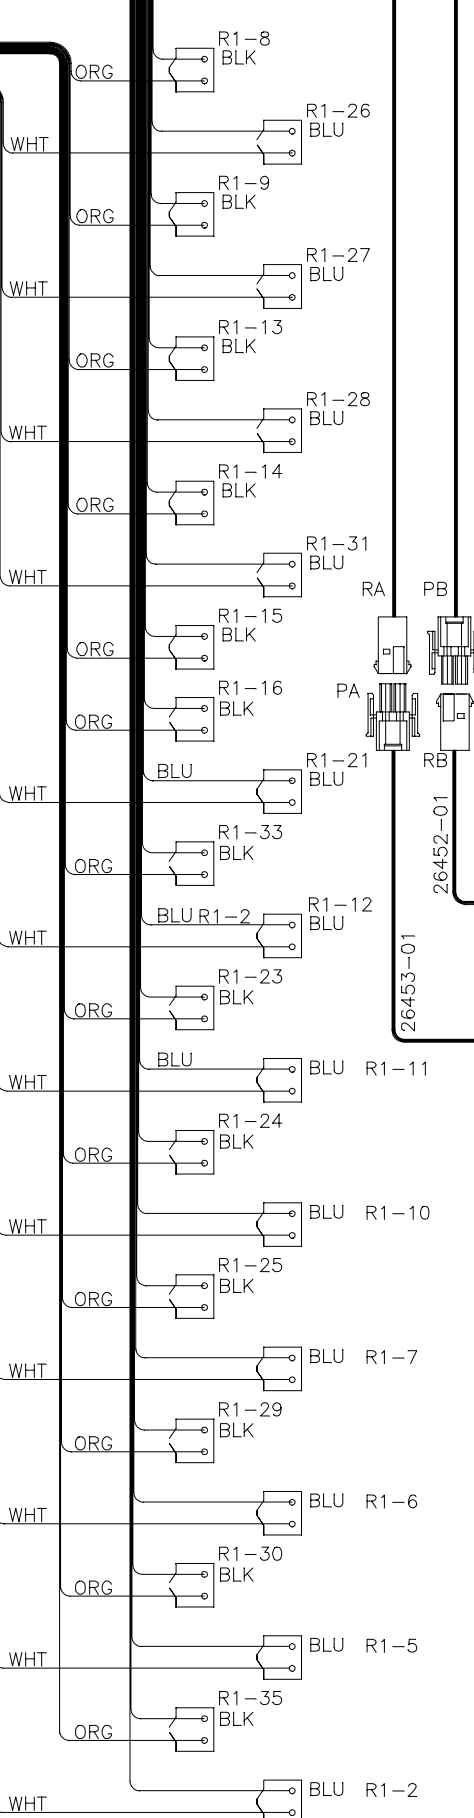 R1-8
BLK
ORG
R1-26
BLU
WHT
R1-9
BLK
ORG
R1-27
BLU
WHT
R1-13
BLK
ORG
R1-28
BLU
WHT
R1-14
BLK
ORG
R1-31
BLU
WHT
RA
PB
R1-15
BLK
ORG
R1-16
BLK
PA
ORG
R1-21
BLU
BLU
RB
WHT
26452-01
R1-33
BLK
ORG
R1-12
BLU R1-2
BLU
WHT
26453-01
R1-23
BLK
ORG
BLU
BLU R1-11
WHT
R1-24
BLK
ORG
BLU R1-10
WHT
R1-25
BLK
ORG
BLU R1-7
WHT
R1-29
BLK
ORG
BLU R1-6
WHT
R1-30
BLK
ORG
BLU R1-5
WHT
R1-35
BLK
ORG
BLU R1-2
WHT